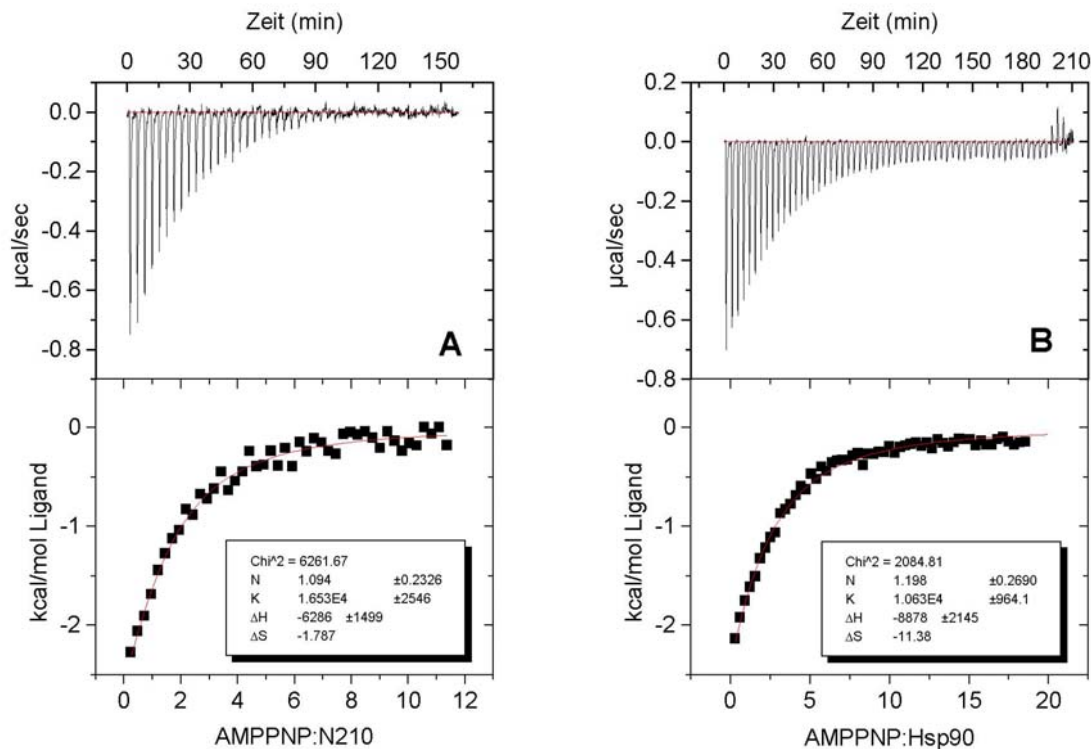 Zeit (min)
0 30 60 90 120 150
0.0
-0.2
-0.4
-0.6
-0.8
µcal/sec
A
0
-1
-2
kcal/mol Ligand
Chi^2 = 6261.67
N 1.094 ±0.2326
K 1.653E4 ±2546
ΔH -6286 ±1499
ΔS -1.787
0 2 4 6 8 10 12
AMPPNP:N210
Zeit (min)
0 30 60 90 120 150 180 210
0.2
0.0
-0.2
-0.4
-0.6
-0.8
µcal/sec
B
0
-1
-2
kcal/mol Ligand
Chi^2 = 2084.81
N 1.198 ±0.2690
K 1.063E4 ±964.1
ΔH -8878 ±2145
ΔS -11.38
0 5 10 15 20
AMPPNP:Hsp90